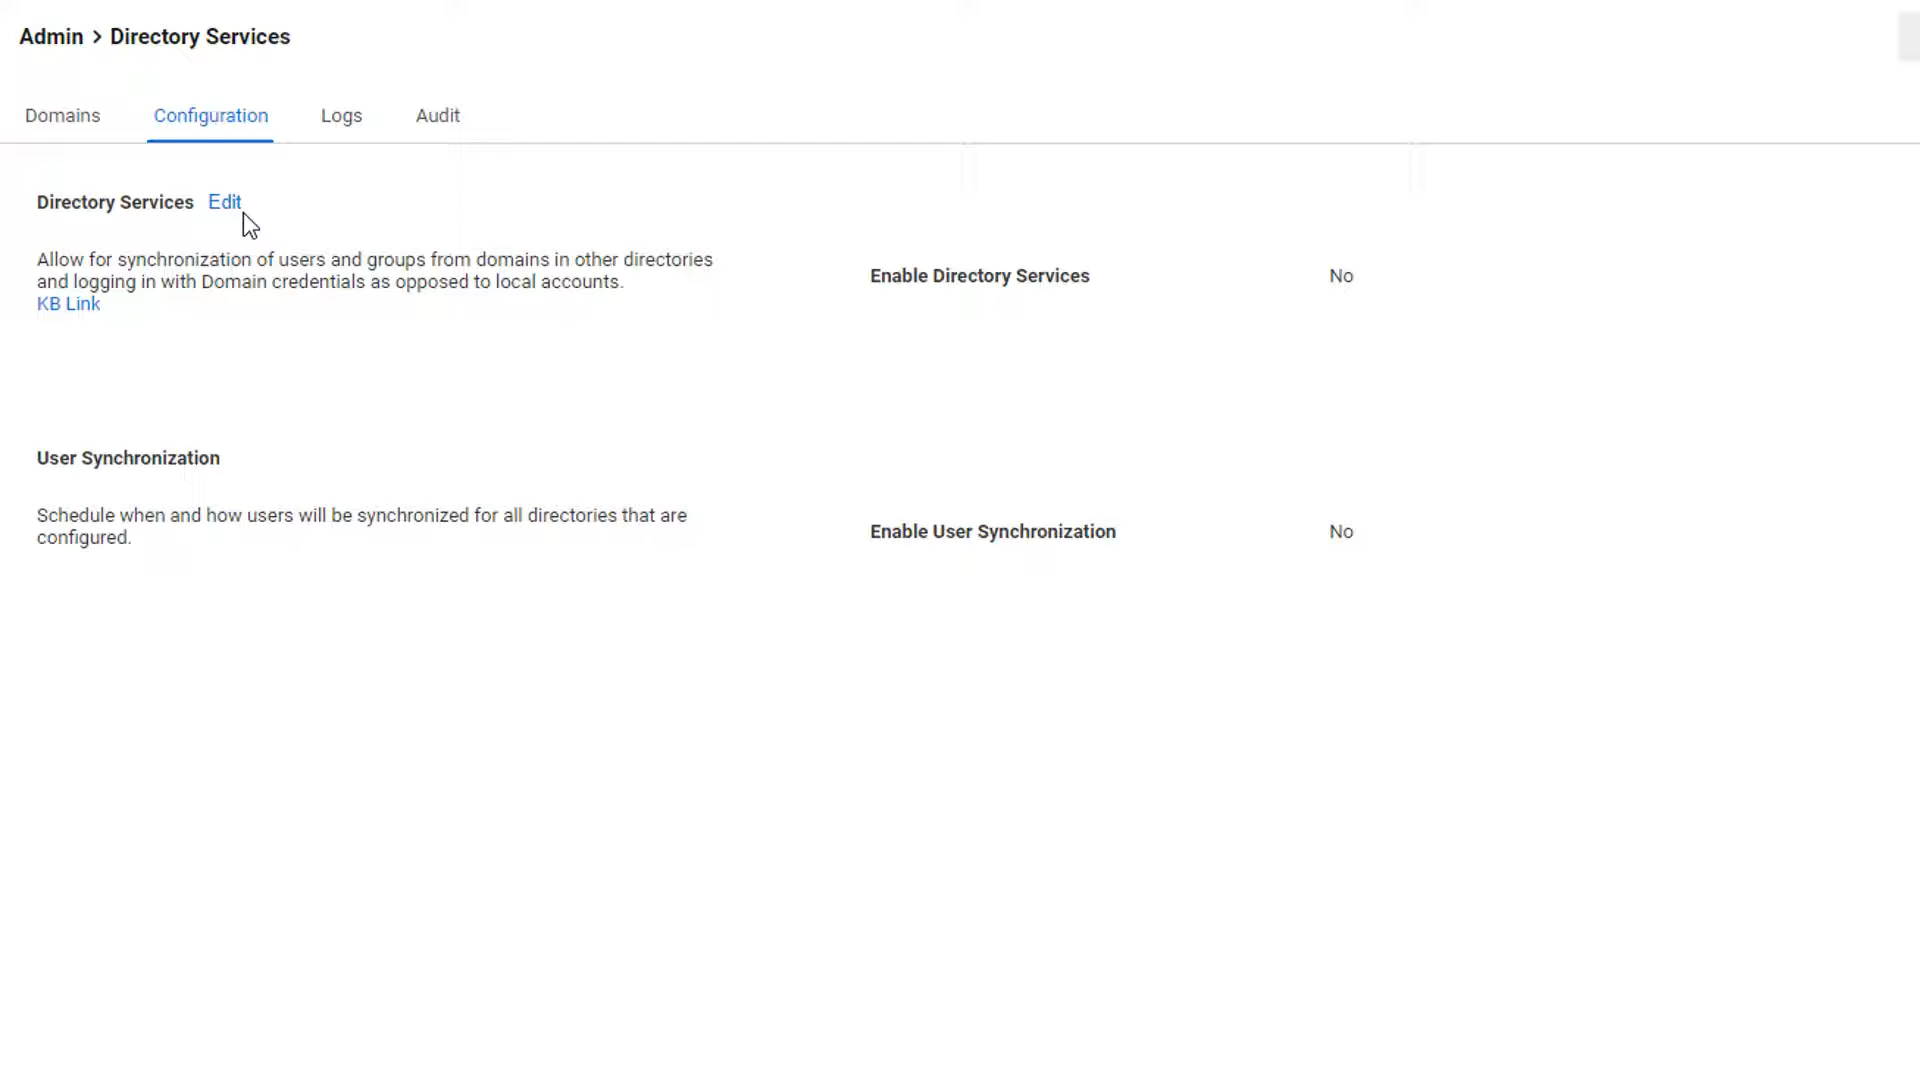 Admin > Directory Services
Domains Configuration Logs Audit
Directory Services Edit
Allow for synchronization of users and groups from domains in other directories
and logging in with Domain credentials as opposed to local accounts.
KB Link
Enable Directory Services No
User Synchronization
Schedule when and how users will be synchronized for all directories that are
configured.
Enable User Synchronization No